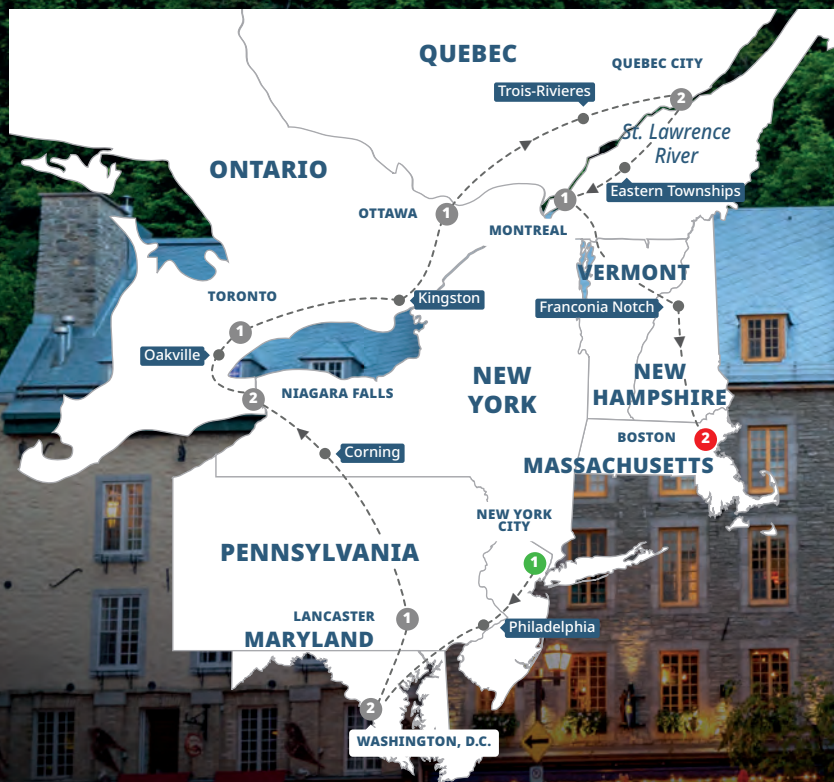 QUEBEC
QUEBEC CITY
Trois-Rivieres
2
St. Lawrence
River
ONTARIO
Eastern Townships
1
OTTAWA
1
MONTREAL
VERMONT
TORONTO
Kingston
Franconia Notch
1
Oakville
NEW
YORK
NEW
HAMPSHIRE
NIAGARA FALLS
2
BOSTON
2
Corning
MASSACHUSETTS
NEW YORK
CITY
PENNSYLVANIA
1
LANCASTER
1
Philadelphia
MARYLAND
2
WASHINGTON, D.C.